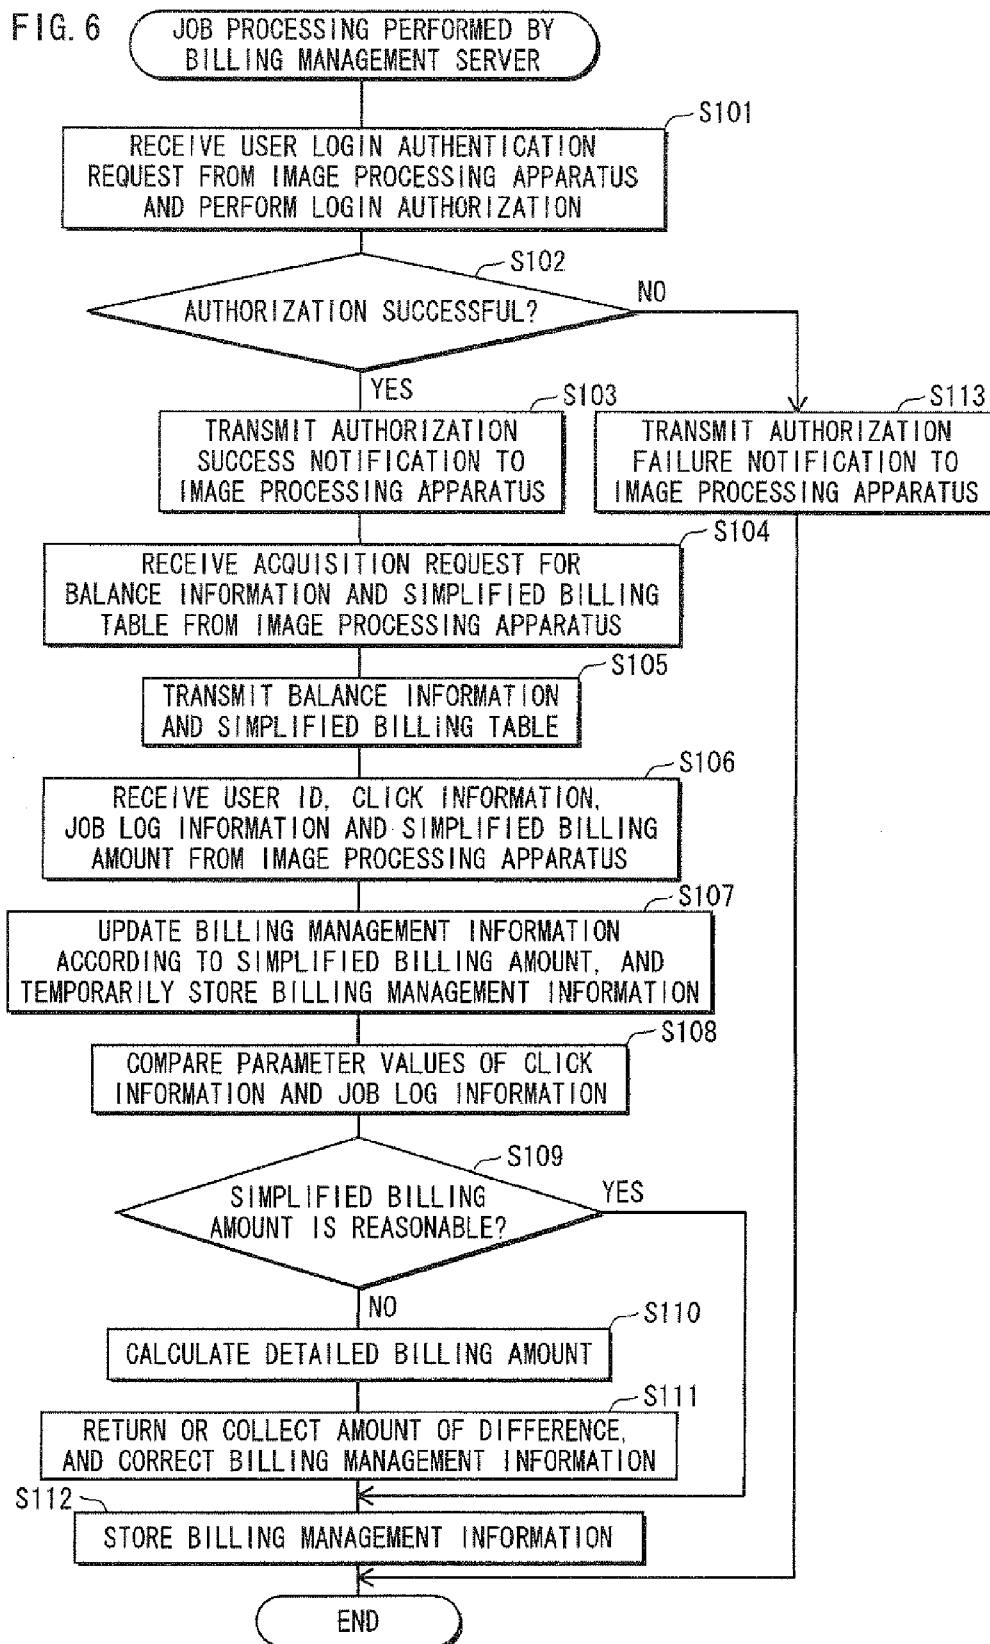 FIG. 6
JOB PROCESSING PERFORMED BY
BILLING MANAGEMENT SERVER
S101
RECEIVE USER LOGIN AUTHENTICATION
REQUEST FROM IMAGE PROCESSING APPARATUS
AND PERFORM LOGIN AUTHORIZATION
S102
AUTHORIZATION SUCCESSFUL?
NO
YES
S103
TRANSMIT AUTHORIZATION
SUCCESS NOTIFICATION TO
IMAGE PROCESSING APPARATUS
S113
TRANSMIT AUTHORIZATION
FAILURE NOTIFICATION TO
IMAGE PROCESSING APPARATUS
S104
RECEIVE ACQUISITION REQUEST FOR
BALANCE INFORMATION AND SIMPLIFIED BILLING
TABLE FROM IMAGE PROCESSING APPARATUS
S105
TRANSMIT BALANCE INFORMATION
AND SIMPLIFIED BILLING TABLE
S106
RECEIVE USER ID, CLICK INFORMATION,
JOB LOG INFORMATION AND SIMPLIFIED BILLING
AMOUNT FROM IMAGE PROCESSING APPARATUS
S107
UPDATE BILLING MANAGEMENT INFORMATION
ACCORDING TO SIMPLIFIED BILLING AMOUNT, AND
TEMPORARILY STORE BILLING MANAGEMENT INFORMATION
S108
COMPARE PARAMETER VALUES OF CLICK
INFORMATION AND JOB LOG INFORMATION
S109
SIMPLIFIED BILLING
AMOUNT IS REASONABLE?
YES
NO
S110
CALCULATE DETAILED BILLING AMOUNT
S111
RETURN OR COLLECT AMOUNT OF DIFFERENCE,
AND CORRECT BILLING MANAGEMENT INFORMATION
S112
STORE BILLING MANAGEMENT INFORMATION
END